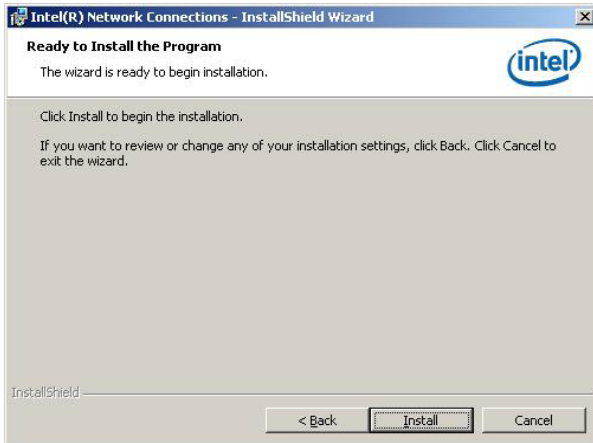 Intel(R) Network Connections - InstallShield Wizard
Ready to Install the Program
The wizard is ready to begin installation.
intel
Click Install to begin the installation.
If you want to review or change any of your installation settings, click Back. Click Cancel to
exit the wizard.
InstallShield
< Back
Install
Cancel